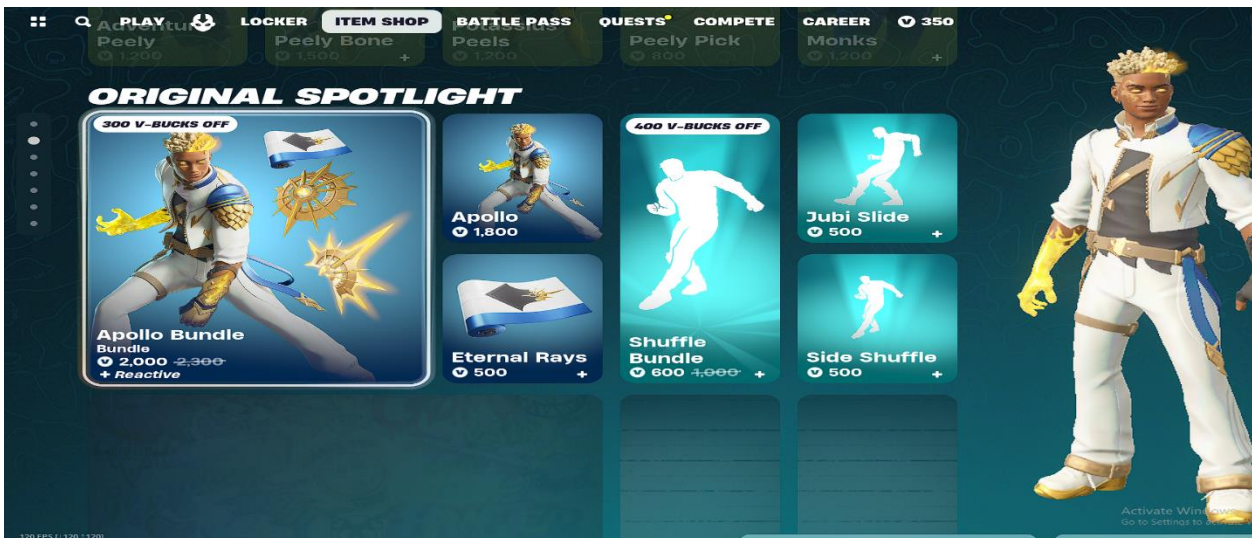 PLAY LOCKER ITEM SHOP BATTLE PASS QUESTS COMPETE CAREER 350
Adventure Peely 1,200
Peely Bone 1,500 +
Potassius Peels 1,200
Peely Pick 800
Monks 1,200 +
ORIGINAL SPOTLIGHT
300 V-BUCKS OFF
Apollo Bundle
Bundle
2,000 2,300
+ Reactive
Apollo
1,800
Eternal Rays
500 +
400 V-BUCKS OFF
Shuffle
Bundle
600 1,000 +
Jubi Slide
500 +
Side Shuffle
500 +
Activate Windows
Go to Settings to activate